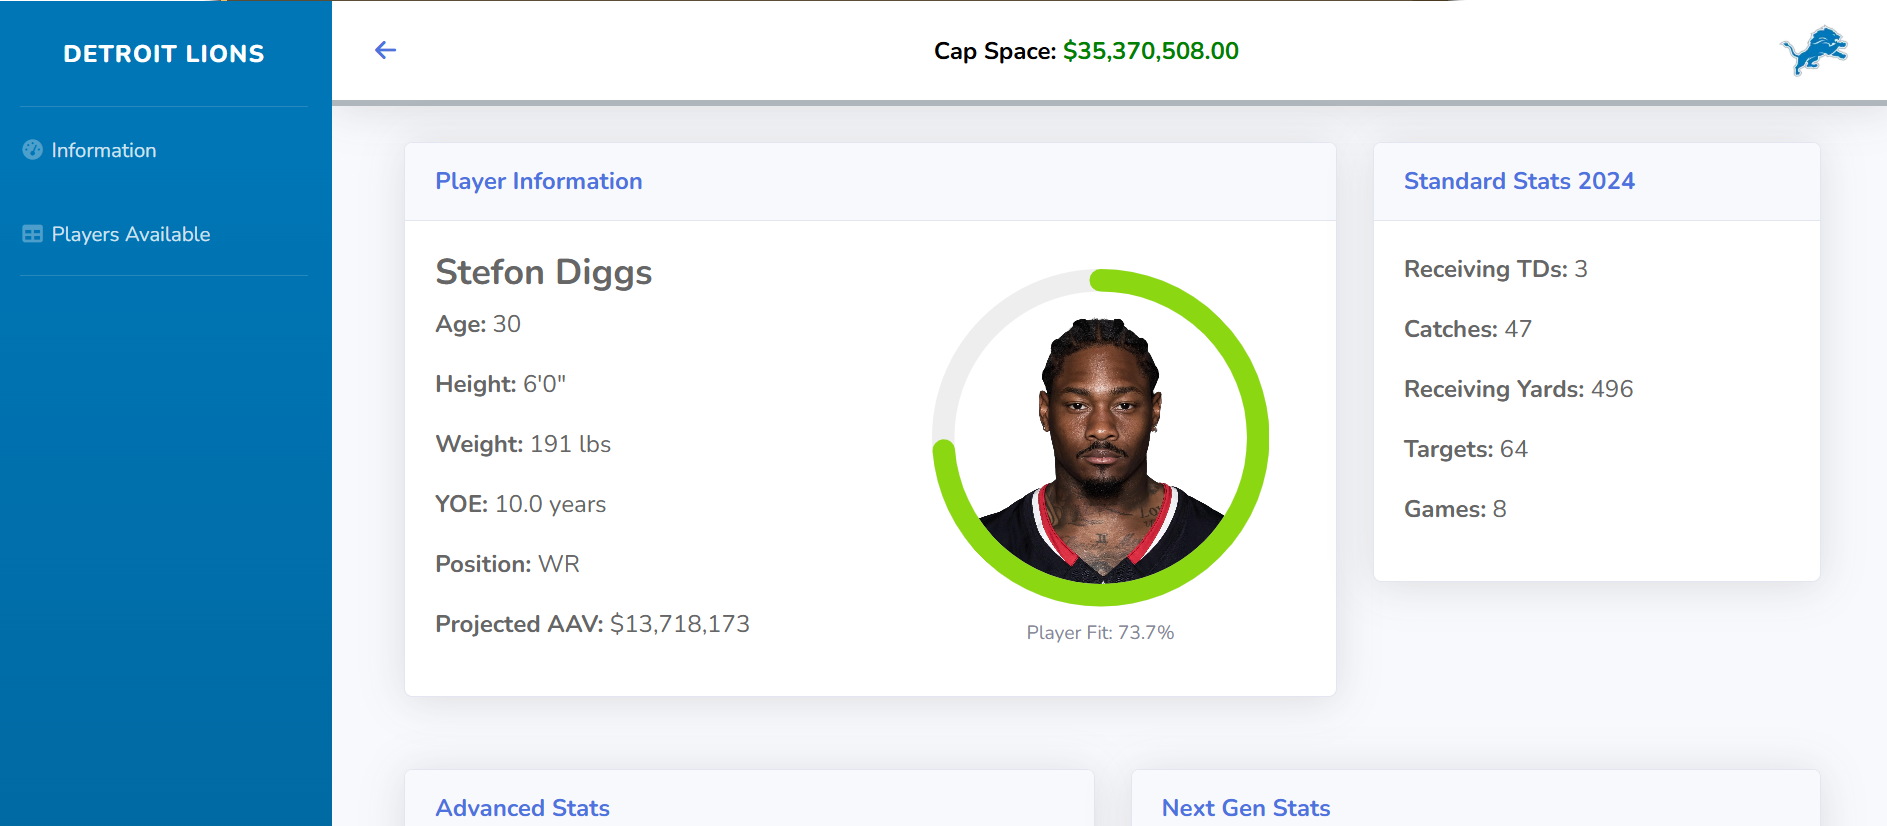 DETROIT LIONS
Information
Players Available
Cap Space: $35,370,508.00
Player Information
Stefon Diggs
Age: 30
Height: 6'0"
Weight: 191 lbs
YOE: 10.0 years
Position: WR
Projected AAV: $13,718,173
Player Fit: 73.7%
Standard Stats 2024
Receiving TDs: 3
Catches: 47
Receiving Yards: 496
Targets: 64
Games: 8
Advanced Stats
Next Gen Stats